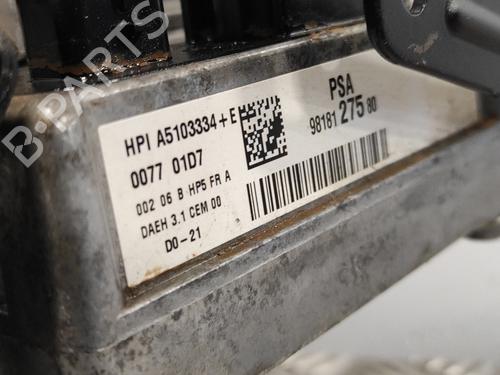 B-PARTS
HPI A5103334+E
0077 01D7
002 06 B HP5 FR A
DAEH 3.1 CEM 00
D0-21
PSA
98181 275 80